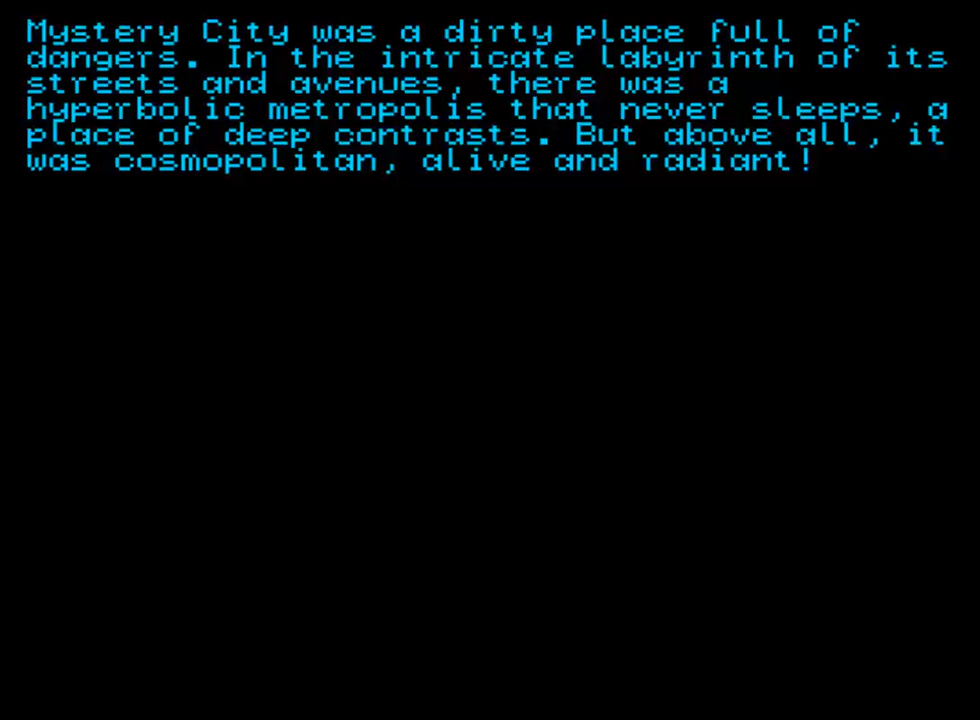 Mystery City was a dirty place full of
dangers. In the intricate labyrinth of its
streets and avenues, there was a
hyperbolic metropolis that never sleeps, a
place of deep contrasts. But above all, it
was cosmopolitan, alive and radiant!